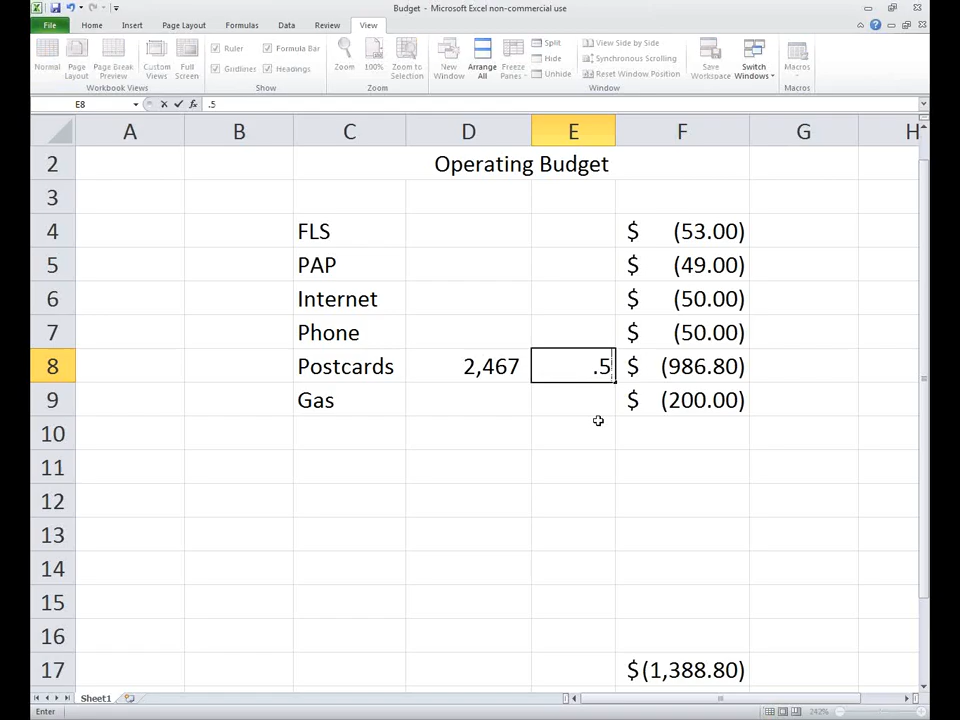 Budget - Microsoft Excel non-commercial use
File Home Insert Page Layout Formulas Data Review View
Normal Page Layout Page Break Preview Custom Views Full Screen
Ruler Formula Bar
Gridlines Headings
Zoom 100% Zoom to Selection
New Window Arrange All Freeze Panes
Split
Hide
Unhide
View Side by Side
Synchronous Scrolling
Reset Window Position
Save Workspace Switch Windows Macros
Workbook Views Show Zoom Window Macros
E8 fx .5
A B C D E F G H
2 Operating Budget
3
4 FLS $ (53.00)
5 PAP $ (49.00)
6 Internet $ (50.00)
7 Phone $ (50.00)
8 Postcards 2,467 .5 $ (986.80)
9 Gas $ (200.00)
10
11
12
13
14
15
16
17 $ (1,388.80)
Sheet1
Enter 242%